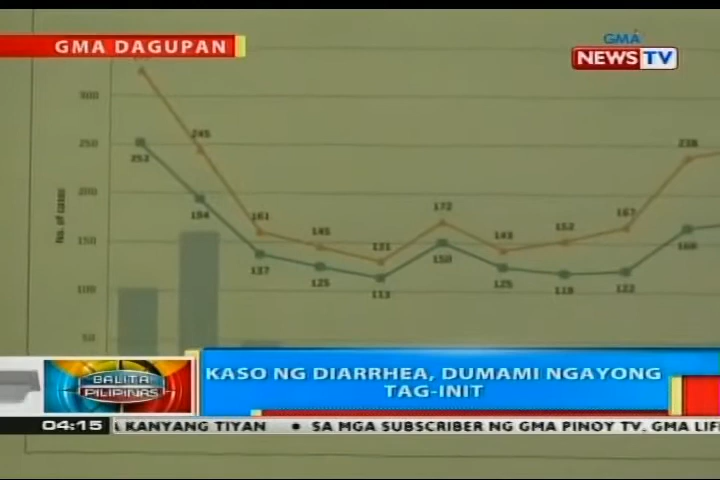 GMA DAGUPAN
GMA
NEWS TV
300
250
200
150
100
50
No. of cases
245
161
145
131
172
143
152
167
238
252
194
137
125
113
150
125
119
122
KASO NG DIARRHEA, DUMAMI NGAYONG
TAG-INIT
BALITA
PILIPINAS
04:15
KANYANG TIYAN • SA MGA SUBSCRIBER NG GMA PINOY TV, GMA LIF